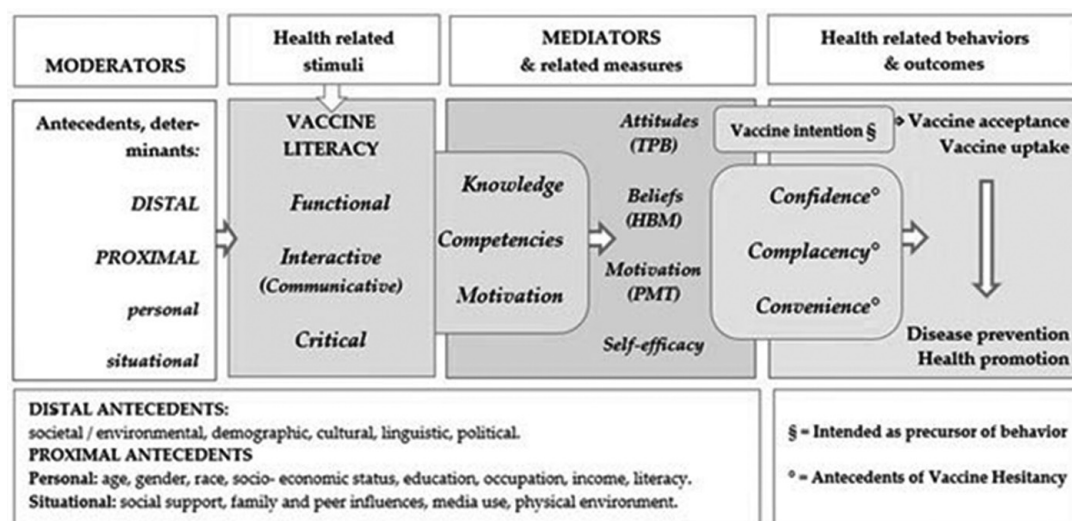 MODERATORS
Health related
stimuli
MEDIATORS
& related measures
Health related behaviors
& outcomes
Antecedents, deter-
minants:
DISTAL
PROXIMAL
personal
situational
VACCINE
LITERACY
Functional
Interactive
(Communicative)
Critical
Knowledge
Competencies
Motivation
Attitudes
(TPB)
Beliefs
(HBM)
Motivation
(PMT)
Self-efficacy
Vaccine intention §
Confidence°
Complacency°
Convenience°
Vaccine acceptance
Vaccine uptake
Disease prevention
Health promotion
DISTAL ANTECEDENTS:
societal / environmental, demographic, cultural, linguistic, political.
PROXIMAL ANTECEDENTS
Personal: age, gender, race, socio- economic status, education, occupation, income, literacy.
Situational: social support, family and peer influences, media use, physical environment.
§ = Intended as precursor of behavior
° = Antecedents of Vaccine Hesitancy